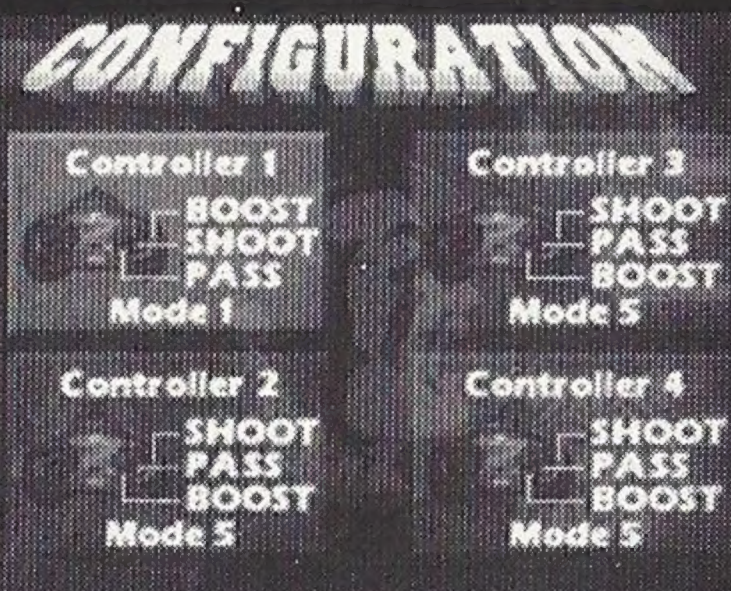 CONFIGURATION
Controller 1
BOOST
SHOOT
PASS
Mode 1
Controller 3
SHOOT
PASS
BOOST
Mode 5
Controller 2
SHOOT
PASS
BOOST
Mode 5
Controller 4
SHOOT
PASS
BOOST
Mode 5